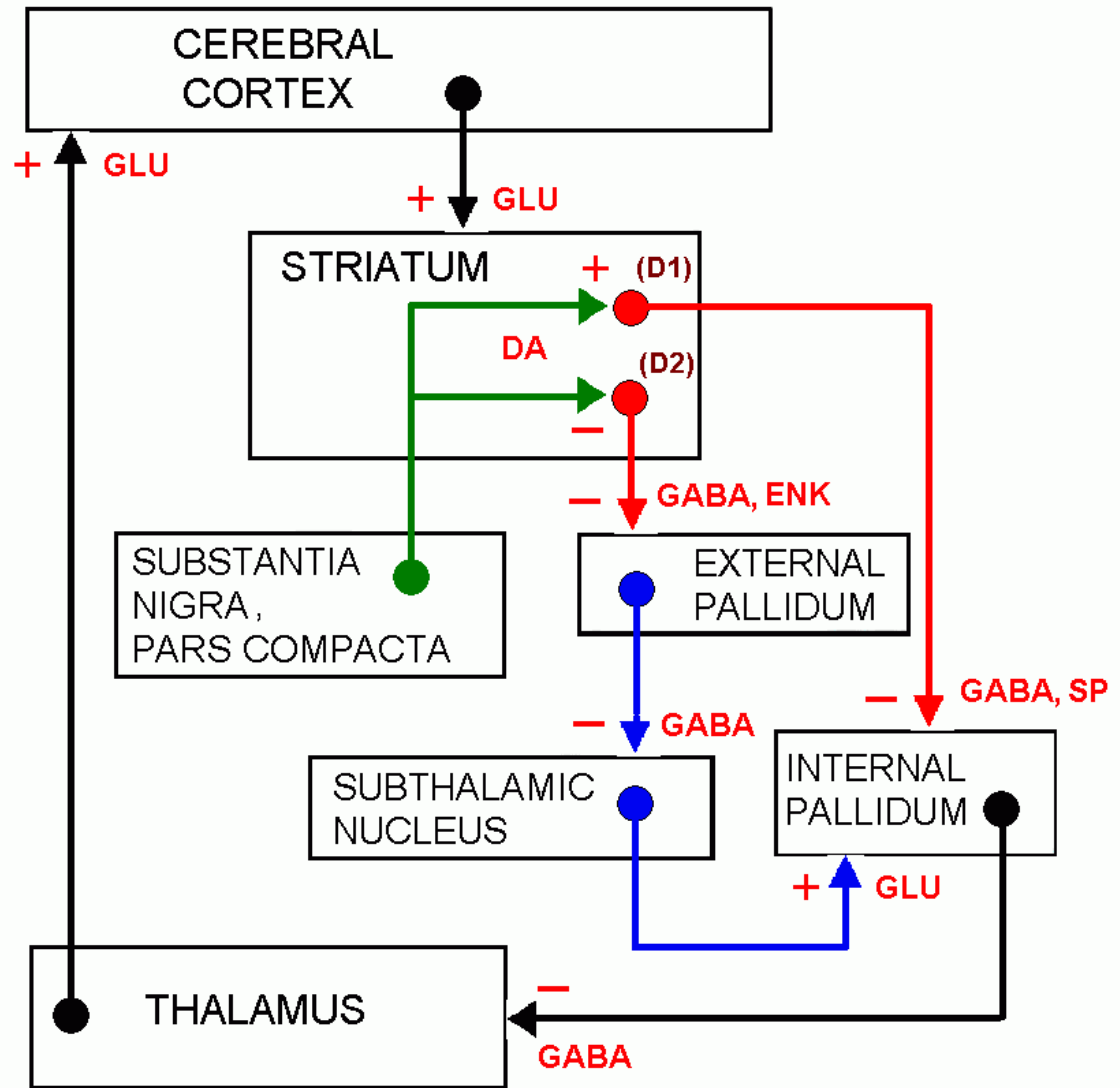 CEREBRAL
CORTEX
+ GLU
+ GLU
STRIATUM
+ (D1)
DA
(D2)
−
− GABA, ENK
SUBSTANTIA
NIGRA ,
PARS COMPACTA
EXTERNAL
PALLIDUM
− GABA, SP
− GABA
SUBTHALAMIC
NUCLEUS
INTERNAL
PALLIDUM
+ GLU
−
THALAMUS
GABA